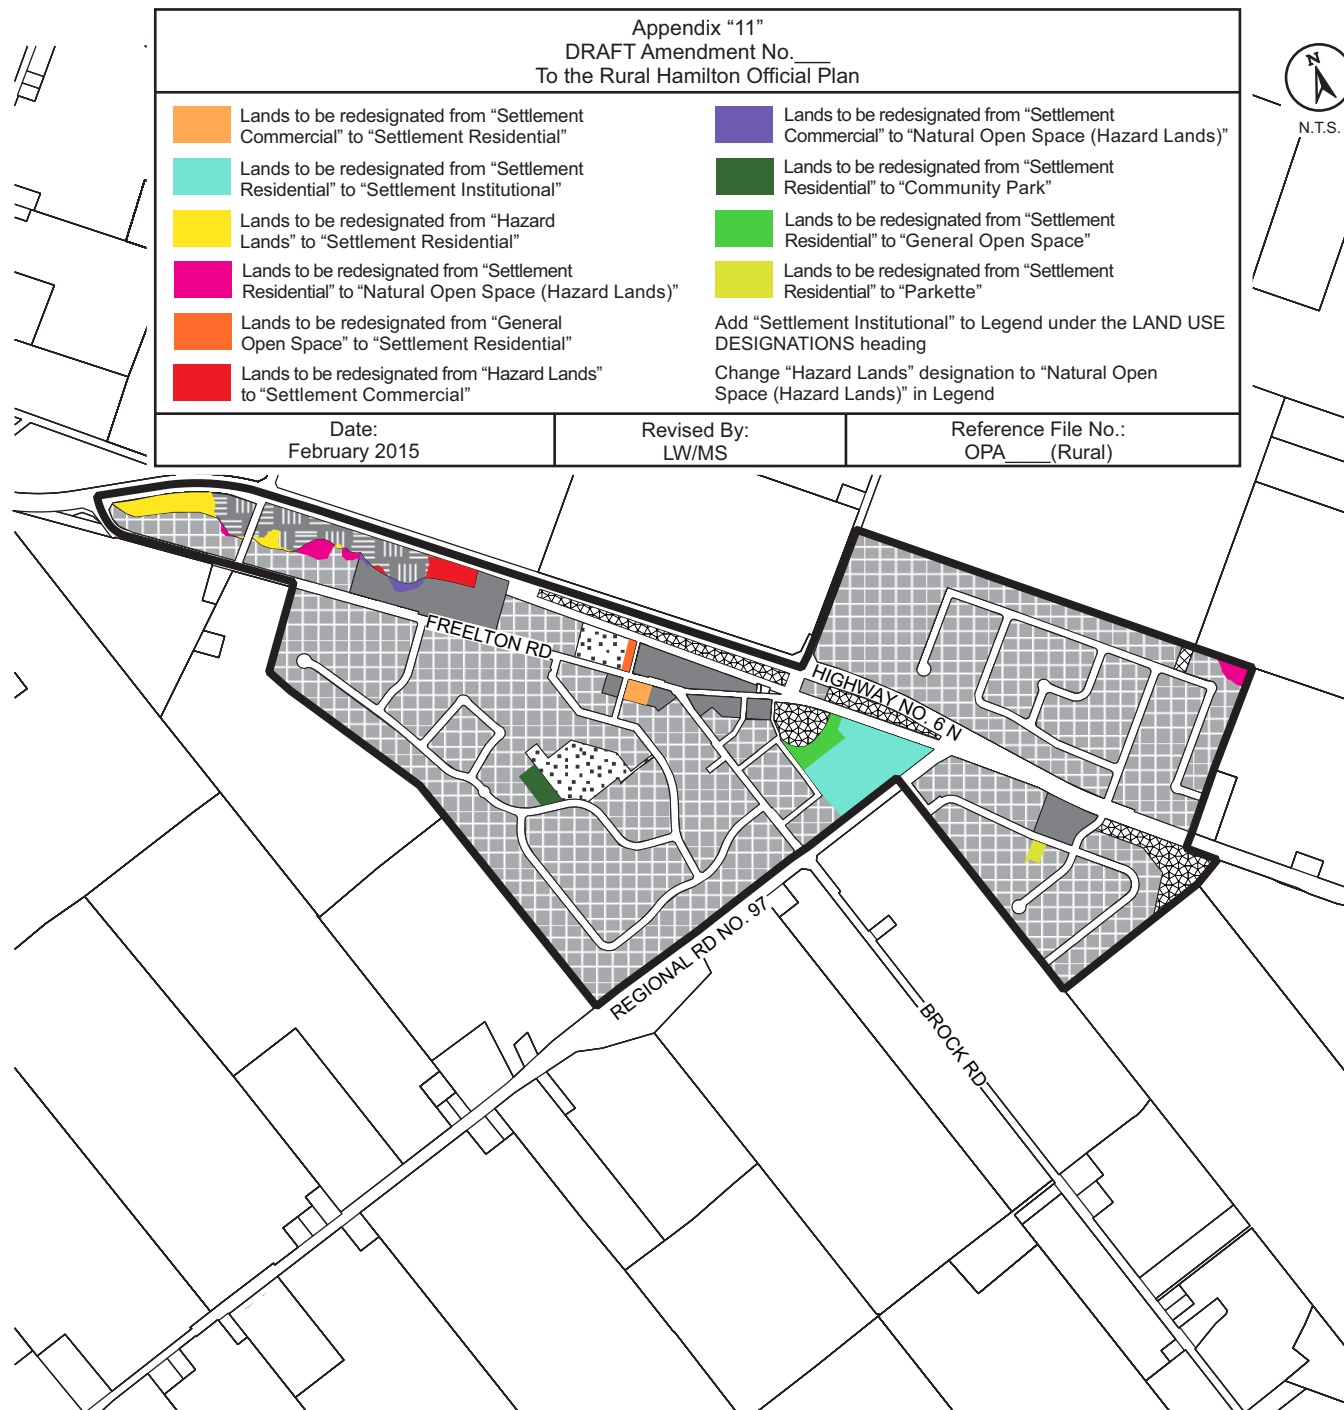 Appendix “11”
DRAFT Amendment No.___
To the Rural Hamilton Official Plan
Lands to be redesignated from “Settlement
Commercial” to “Settlement Residential”
Lands to be redesignated from “Settlement
Residential” to “Settlement Institutional”
Lands to be redesignated from “Hazard
Lands” to “Settlement Residential”
Lands to be redesignated from “Settlement
Residential” to “Natural Open Space (Hazard Lands)”
Lands to be redesignated from “General
Open Space” to “Settlement Residential”
Lands to be redesignated from “Hazard Lands”
to “Settlement Commercial”
Lands to be redesignated from “Settlement
Commercial” to “Natural Open Space (Hazard Lands)”
Lands to be redesignated from “Settlement
Residential” to “Community Park”
Lands to be redesignated from “Settlement
Residential” to “General Open Space”
Lands to be redesignated from “Settlement
Residential” to “Parkette”
Add “Settlement Institutional” to Legend under the LAND USE
DESIGNATIONS heading
Change “Hazard Lands” designation to “Natural Open
Space (Hazard Lands)” in Legend
Date:
February 2015
Revised By:
LW/MS
Reference File No.:
OPA____(Rural)
N
N.T.S.
FREELTON RD
HIGHWAY NO. 6 N
REGIONAL RD NO. 97
BROCK RD